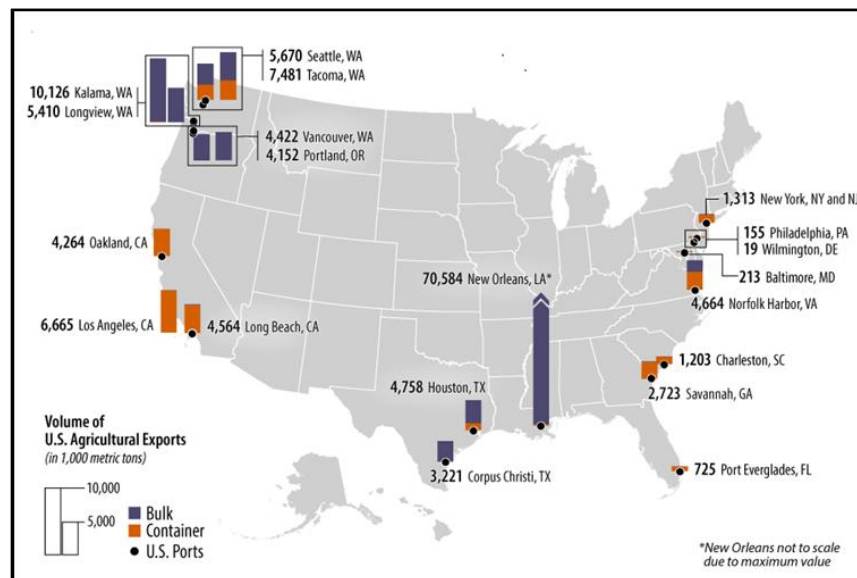 5,670 Seattle, WA
7,481 Tacoma, WA
10,126 Kalama, WA
5,410 Longview, WA
4,422 Vancouver, WA
4,152 Portland, OR
1,313 New York, NY and NJ
155 Philadelphia, PA
19 Wilmington, DE
213 Baltimore, MD
4,664 Norfolk Harbor, VA
4,264 Oakland, CA
70,584 New Orleans, LA*
6,665 Los Angeles, CA
4,564 Long Beach, CA
1,203 Charleston, SC
2,723 Savannah, GA
4,758 Houston, TX
3,221 Corpus Christi, TX
725 Port Everglades, FL
Volume of
U.S. Agricultural Exports
(in 1,000 metric tons)
10,000
5,000
Bulk
Container
U.S. Ports
*New Orleans not to scale
due to maximum value